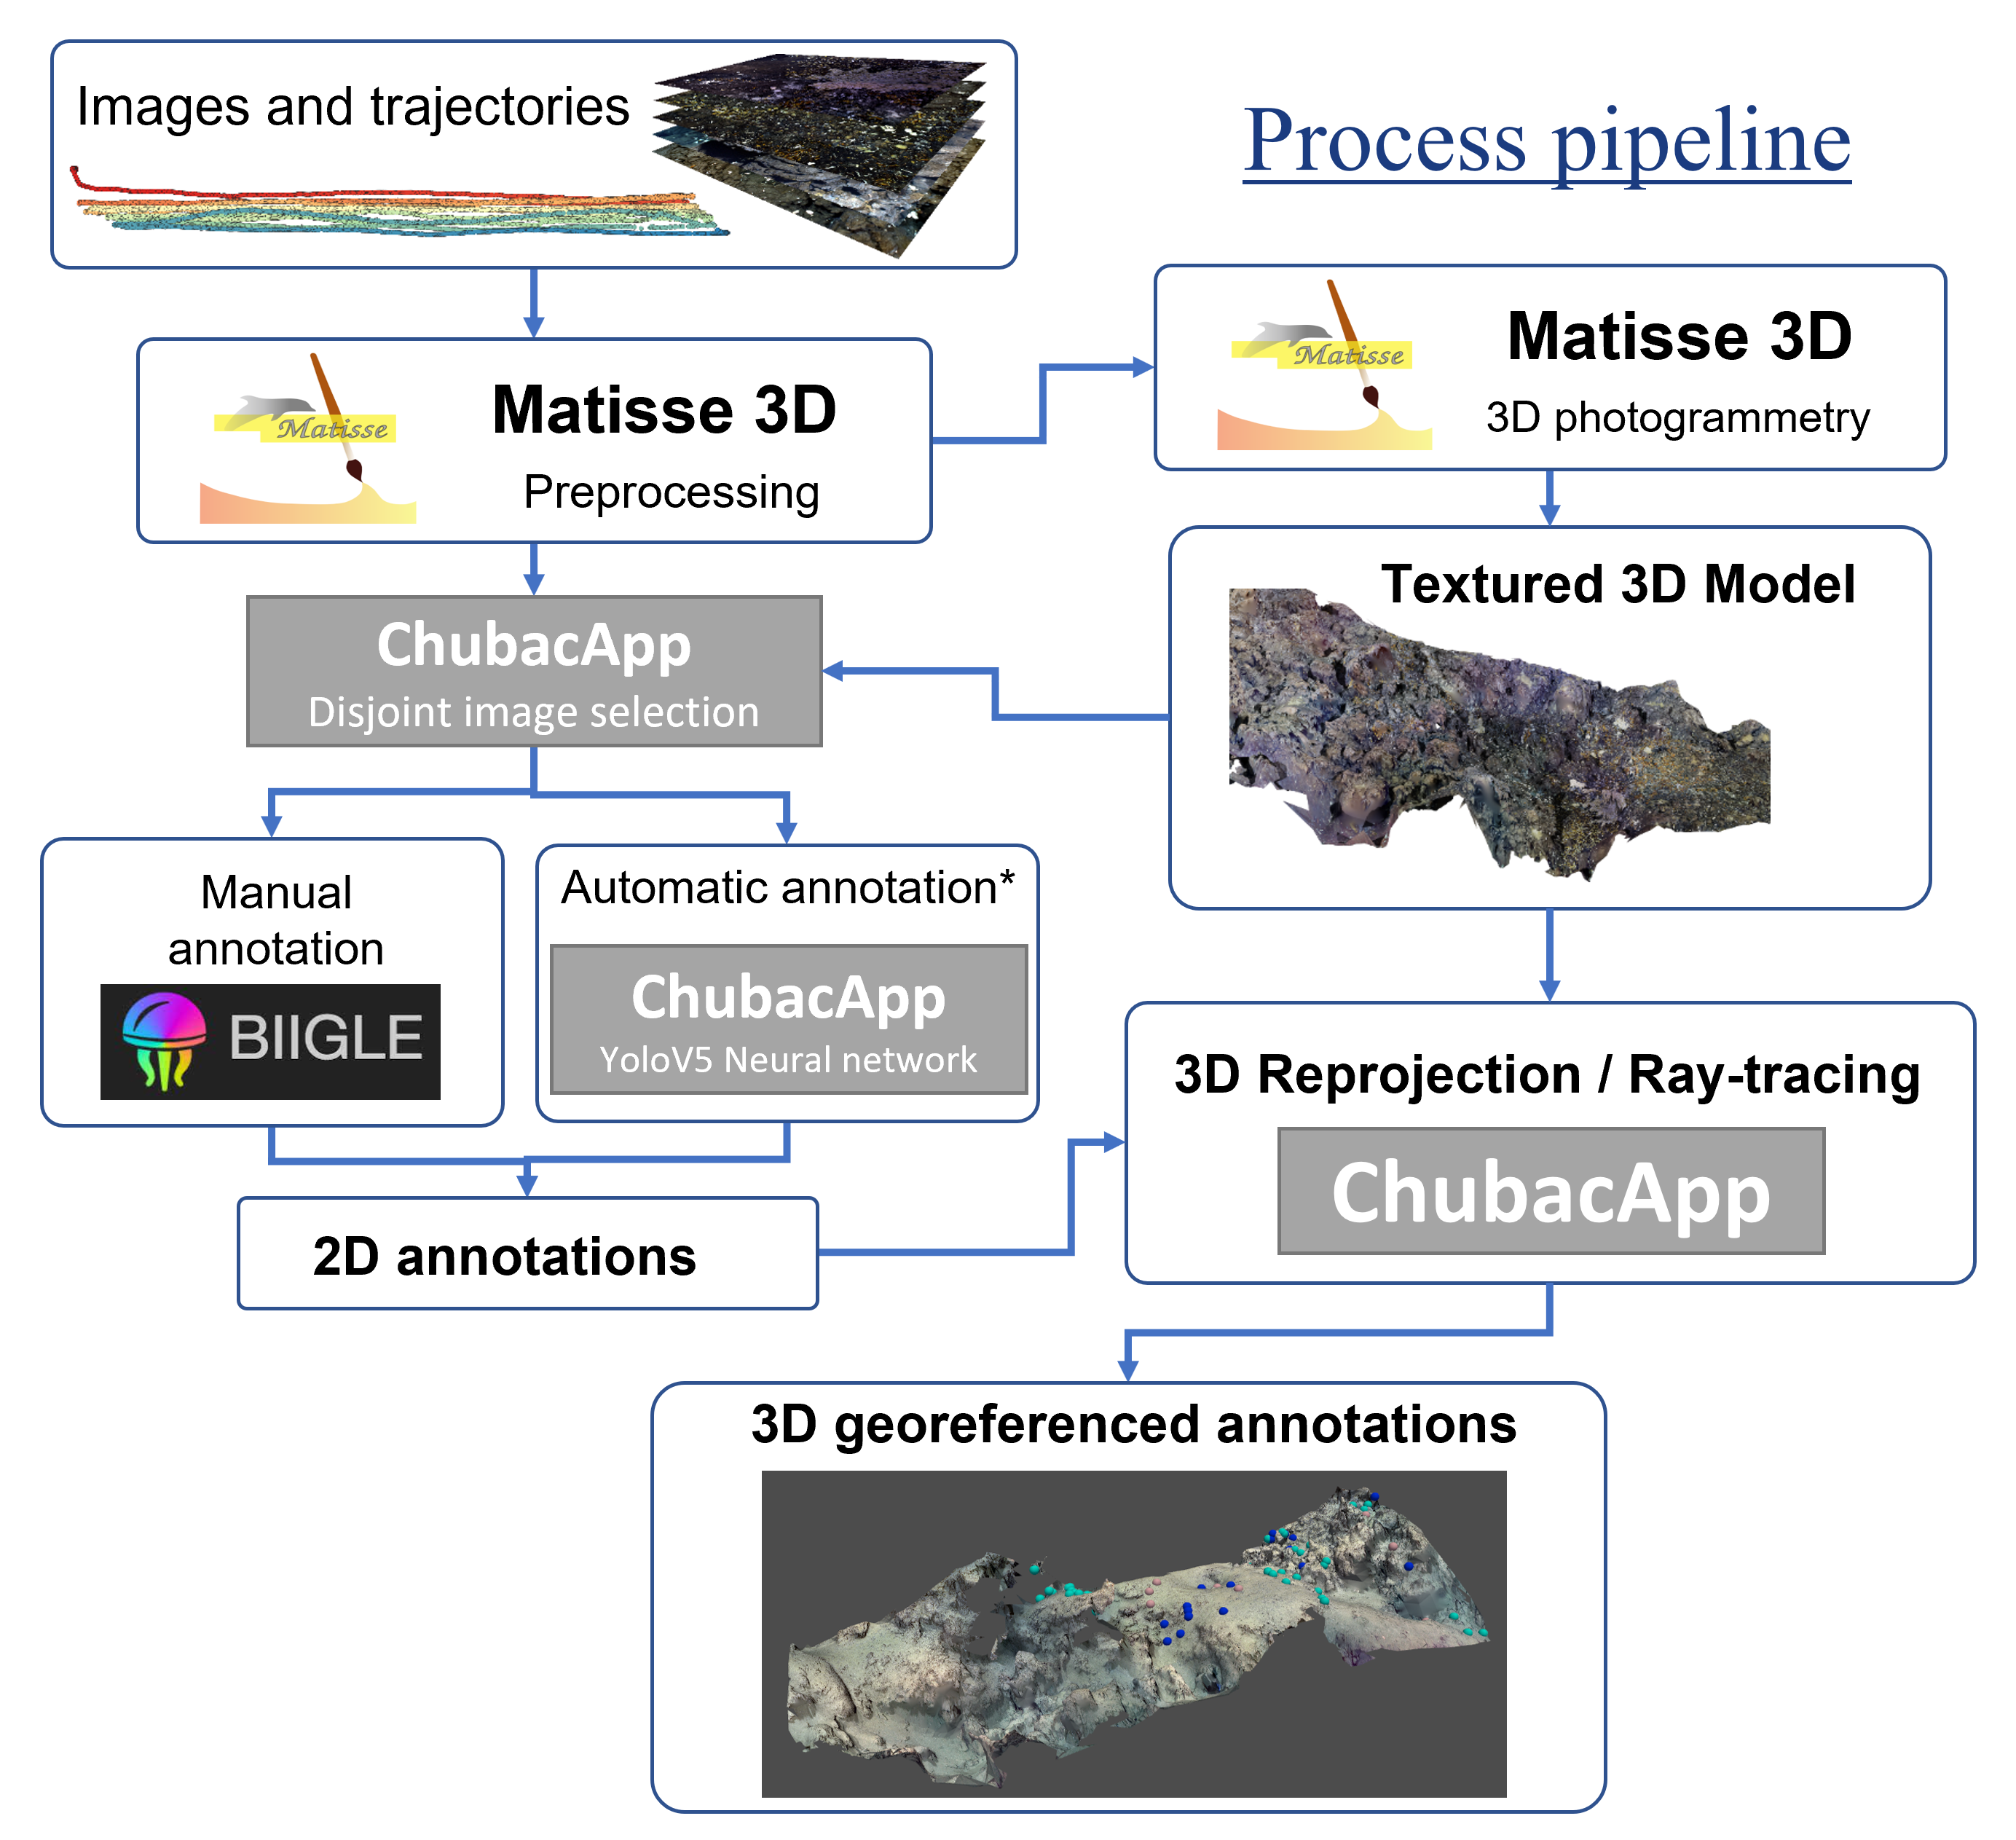 Images and trajectories
Process pipeline
Matisse
Matisse 3D
Preprocessing
Matisse
Matisse 3D
3D photogrammetry
ChubacApp
Disjoint image selection
Textured 3D Model
Manual
annotation
BIIGLE
Automatic annotation*
ChubacApp
YoloV5 Neural network
3D Reprojection / Ray-tracing
ChubacApp
2D annotations
3D georeferenced annotations